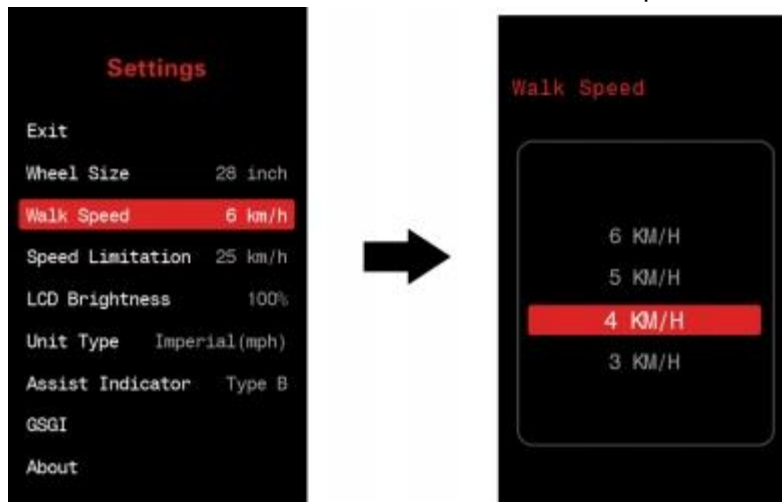 Settings
Exit
Wheel Size 28 inch
Walk Speed 6 km/h
Speed Limitation 25 km/h
LCD Brightness 100%
Unit Type Imperial(mph)
Assist Indicator Type B
GSGI
About
Walk Speed
6 KM/H
5 KM/H
4 KM/H
3 KM/H